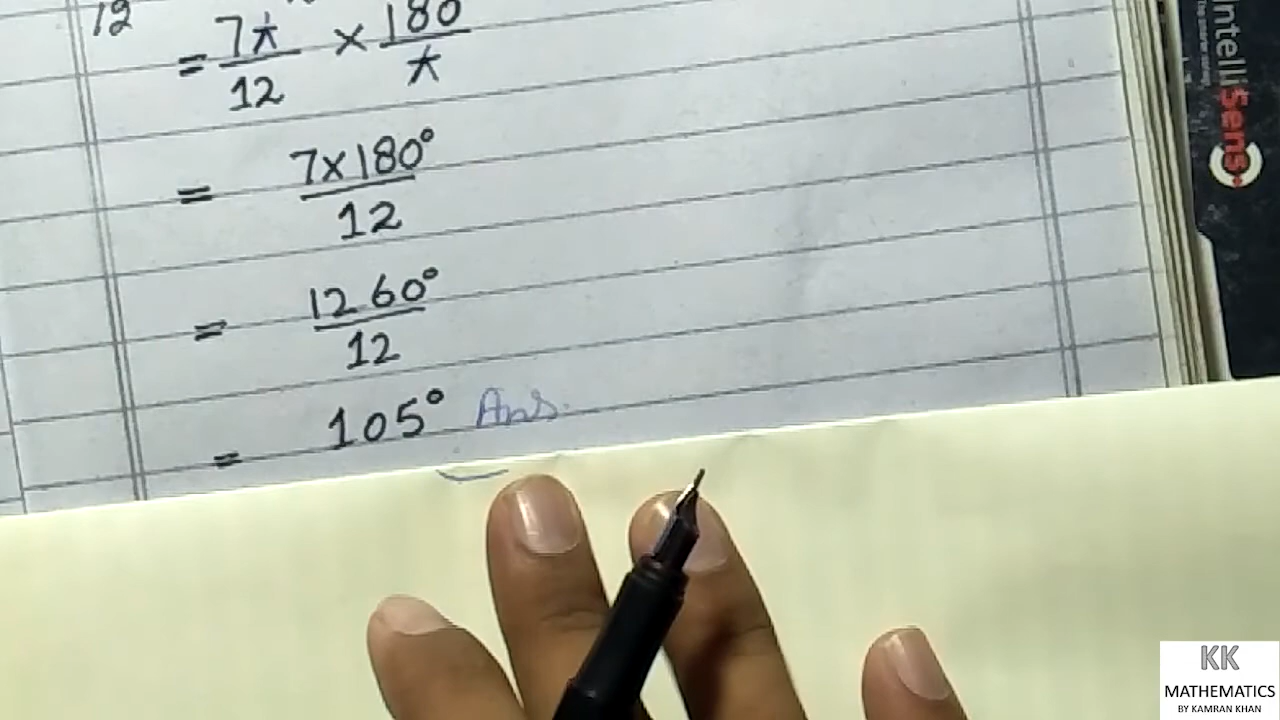 12
= 7π/12 × 180/π
= 7×180°/12
= 1260°/12
= 105° Ans.
IntelliSens
KK
MATHEMATICS
BY KAMRAN KHAN